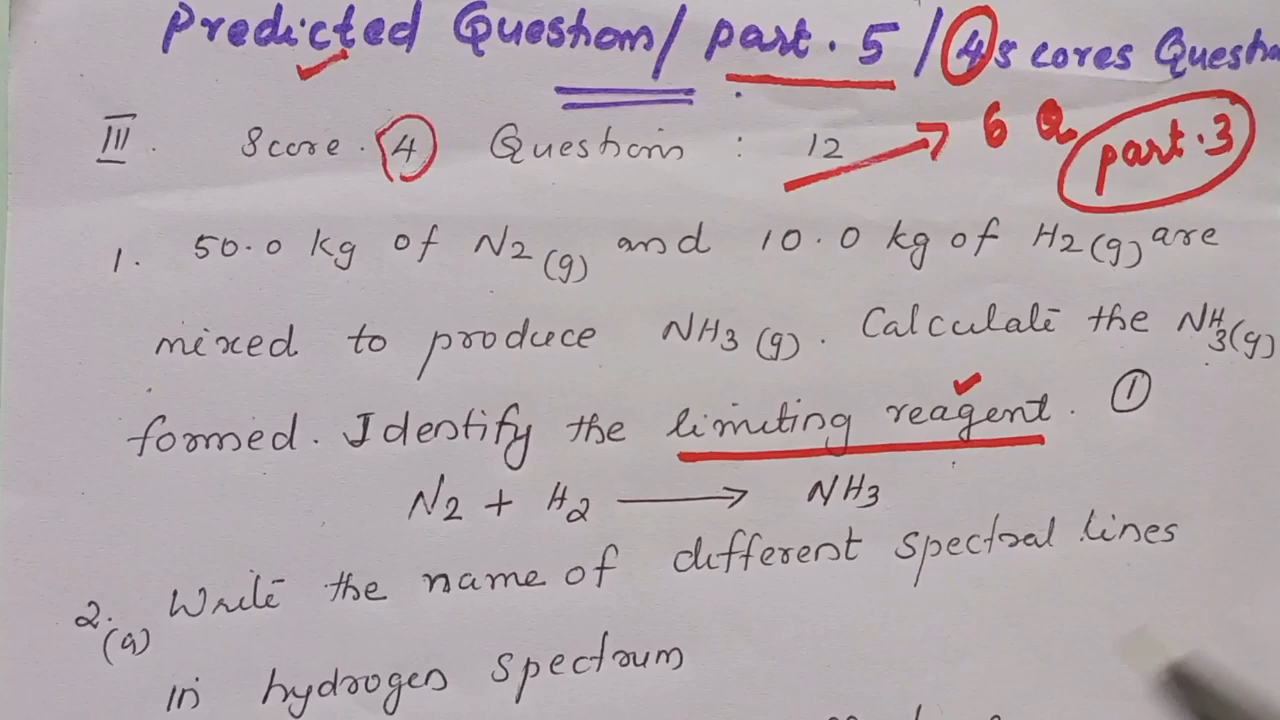 Predicted Question/ part. 5 / 4 scores Questi
III. Score. 4 Questions : 12 → 6 Q part.3
1. 50.0 kg of N2(g) and 10.0 kg of H2(g) are
mixed to produce NH3(g). Calculate the NH3(g)
formed. Identify the limiting reagent. ①
N2 + H2 → NH3
2.(a) Write the name of different spectral lines
in hydrogen spectrum